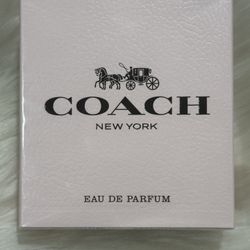 COACH
NEW YORK
EAU DE PARFUM